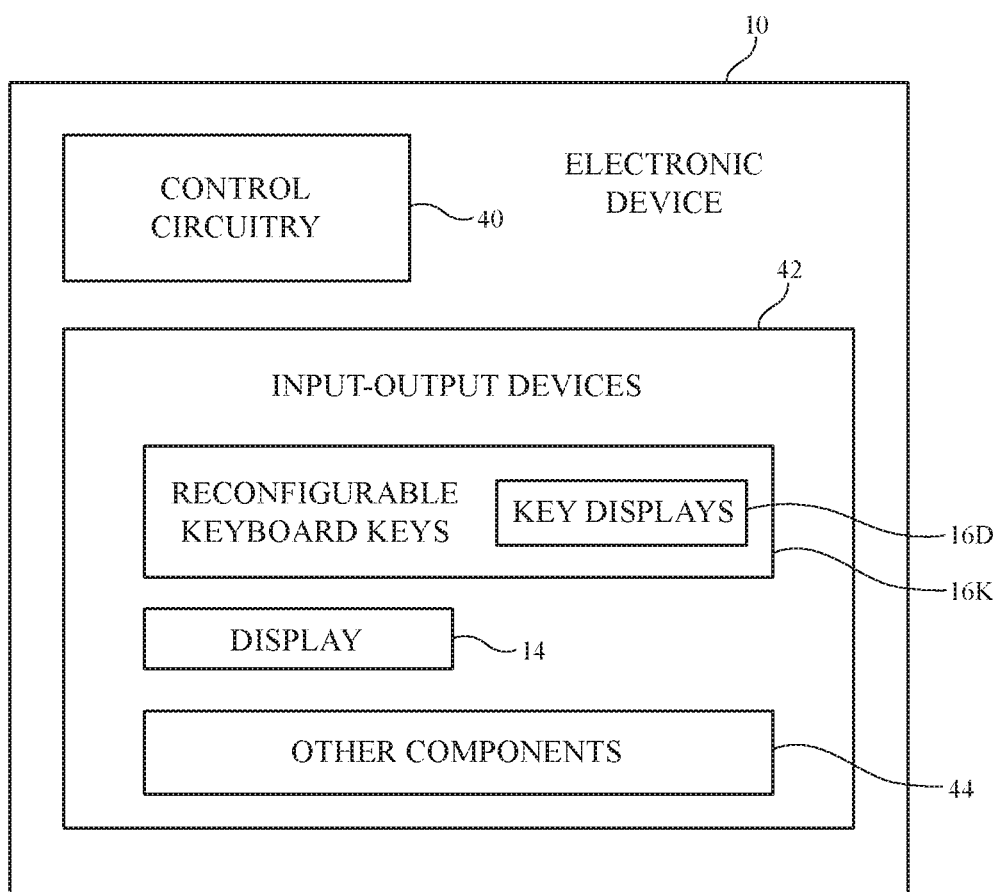 10
CONTROL
CIRCUITRY
40
ELECTRONIC
DEVICE
42
INPUT-OUTPUT DEVICES
RECONFIGURABLE
KEYBOARD KEYS
KEY DISPLAYS
16D
16K
DISPLAY
14
OTHER COMPONENTS
44